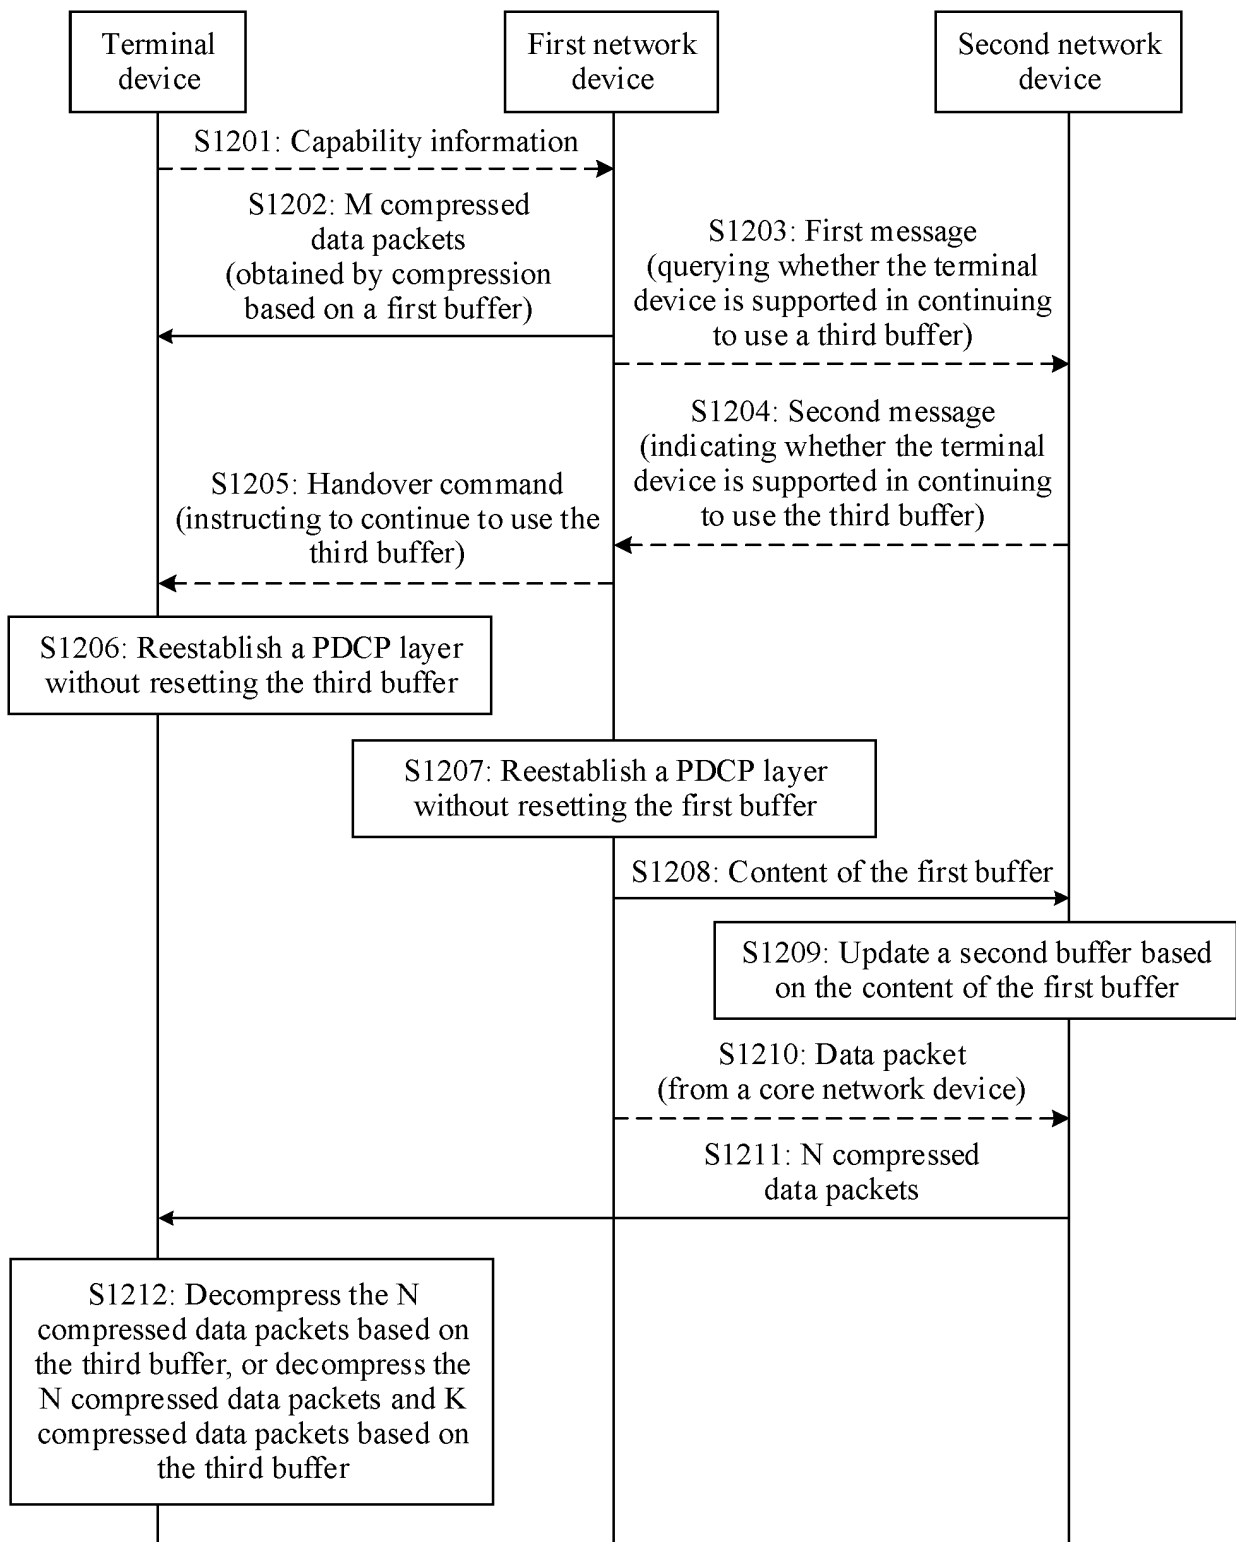 Terminal
device
First network
device
Second network
device
S1201: Capability information
S1202: M compressed
data packets
(obtained by compression
based on a first buffer)
S1203: First message
(querying whether the terminal
device is supported in continuing
to use a third buffer)
S1204: Second message
(indicating whether the terminal
device is supported in continuing
to use the third buffer)
S1205: Handover command
(instructing to continue to use the
third buffer)
S1206: Reestablish a PDCP layer
without resetting the third buffer
S1207: Reestablish a PDCP layer
without resetting the first buffer
S1208: Content of the first buffer
S1209: Update a second buffer based
on the content of the first buffer
S1210: Data packet
(from a core network device)
S1211: N compressed
data packets
S1212: Decompress the N
compressed data packets based on
the third buffer, or decompress the
N compressed data packets and K
compressed data packets based on
the third buffer